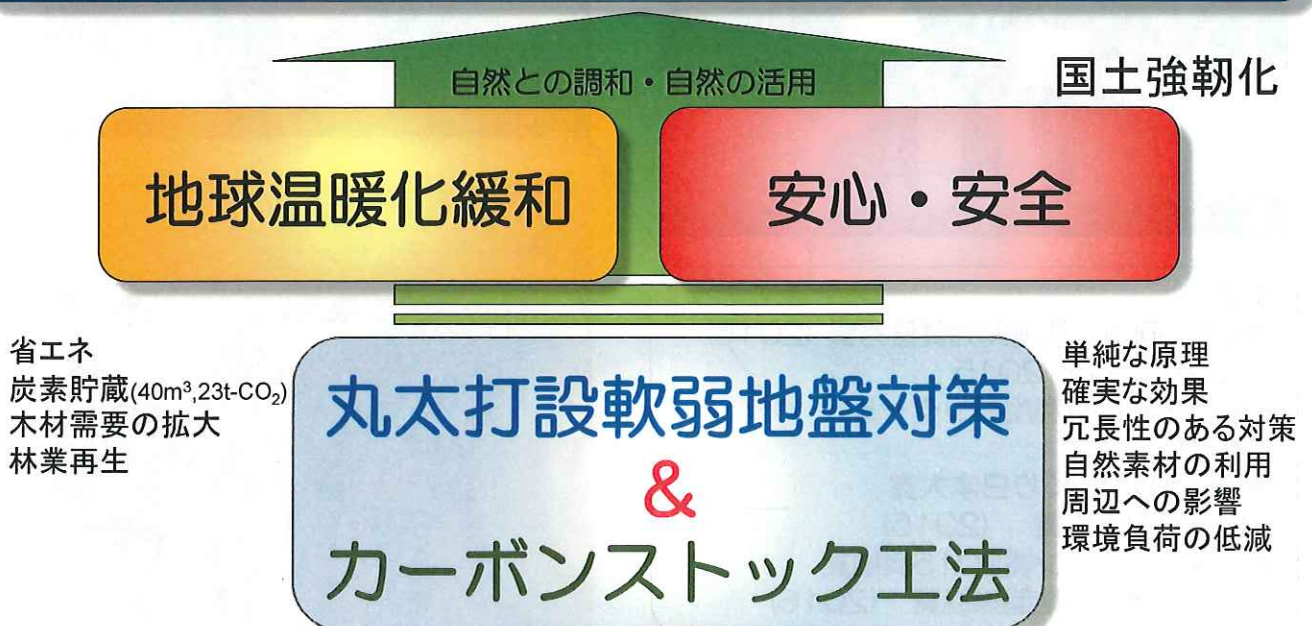 自然との調和・自然の活用
国土強靭化
地球温暖化緩和
安心・安全
省エネ
炭素貯蔵(40m³,23t-CO₂)
木材需要の拡大
林業再生
丸太打設軟弱地盤対策
&
カーボンストック工法
単純な原理
確実な効果
冗長性のある対策
自然素材の利用
周辺への影響
環境負荷の低減